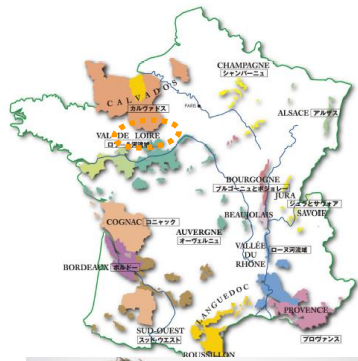 CHAMPAGNE
シャンパーニュ
CALVADOS
カルヴァドス
PARIS
ALSACE アルザス
VAL DE LOIRE
ロワール河流域
BOURGOGNE
ブルゴーニュとボジョレー
JURA
ジュラとサヴォア
SAVOIE
BEAUJOLAIS
COGNAC コニャック
AUVERGNE
オーヴェルニュ
VALLÉE
DU
RHÔNE
ローヌ河流域
BORDEAUX ボルドー
LANGUEDOC
PROVENCE
プロヴァンス
SUD-OUEST
スッド・ウエスト
ROUSSILLON